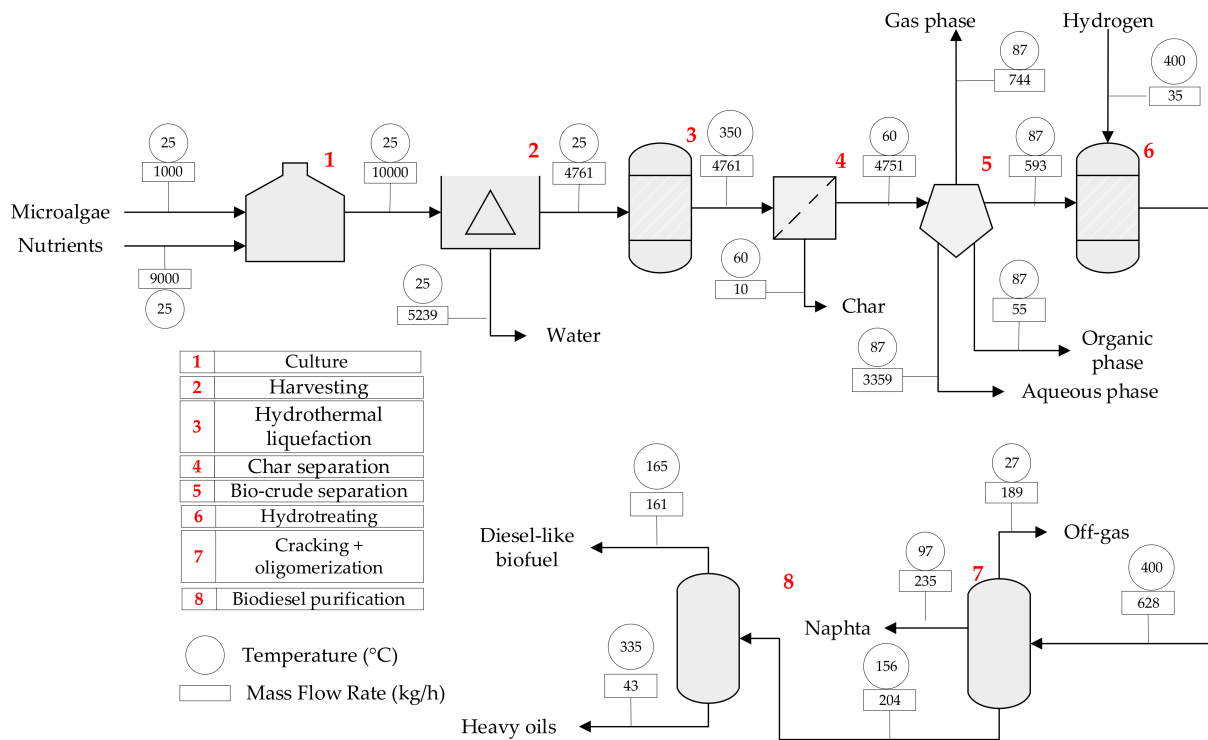 Gas phase
Hydrogen
87
744
400
35
25
1000
1
25
10000
2
25
4761
3
350
4761
4
60
4751
5
87
593
6
Microalgae
Nutrients
9000
25
25
5239
Water
60
10
Char
87
55
Organic
phase
87
3359
Aqueous phase
1 Culture
2 Harvesting
3 Hydrothermal
liquefaction
4 Char separation
5 Bio-crude separation
6 Hydrotreating
7 Cracking +
oligomerization
8 Biodiesel purification
Temperature (°C)
Mass Flow Rate (kg/h)
165
161
Diesel-like
biofuel
8
335
43
Heavy oils
27
189
Off-gas
97
235
7
Naphta
400
628
156
204